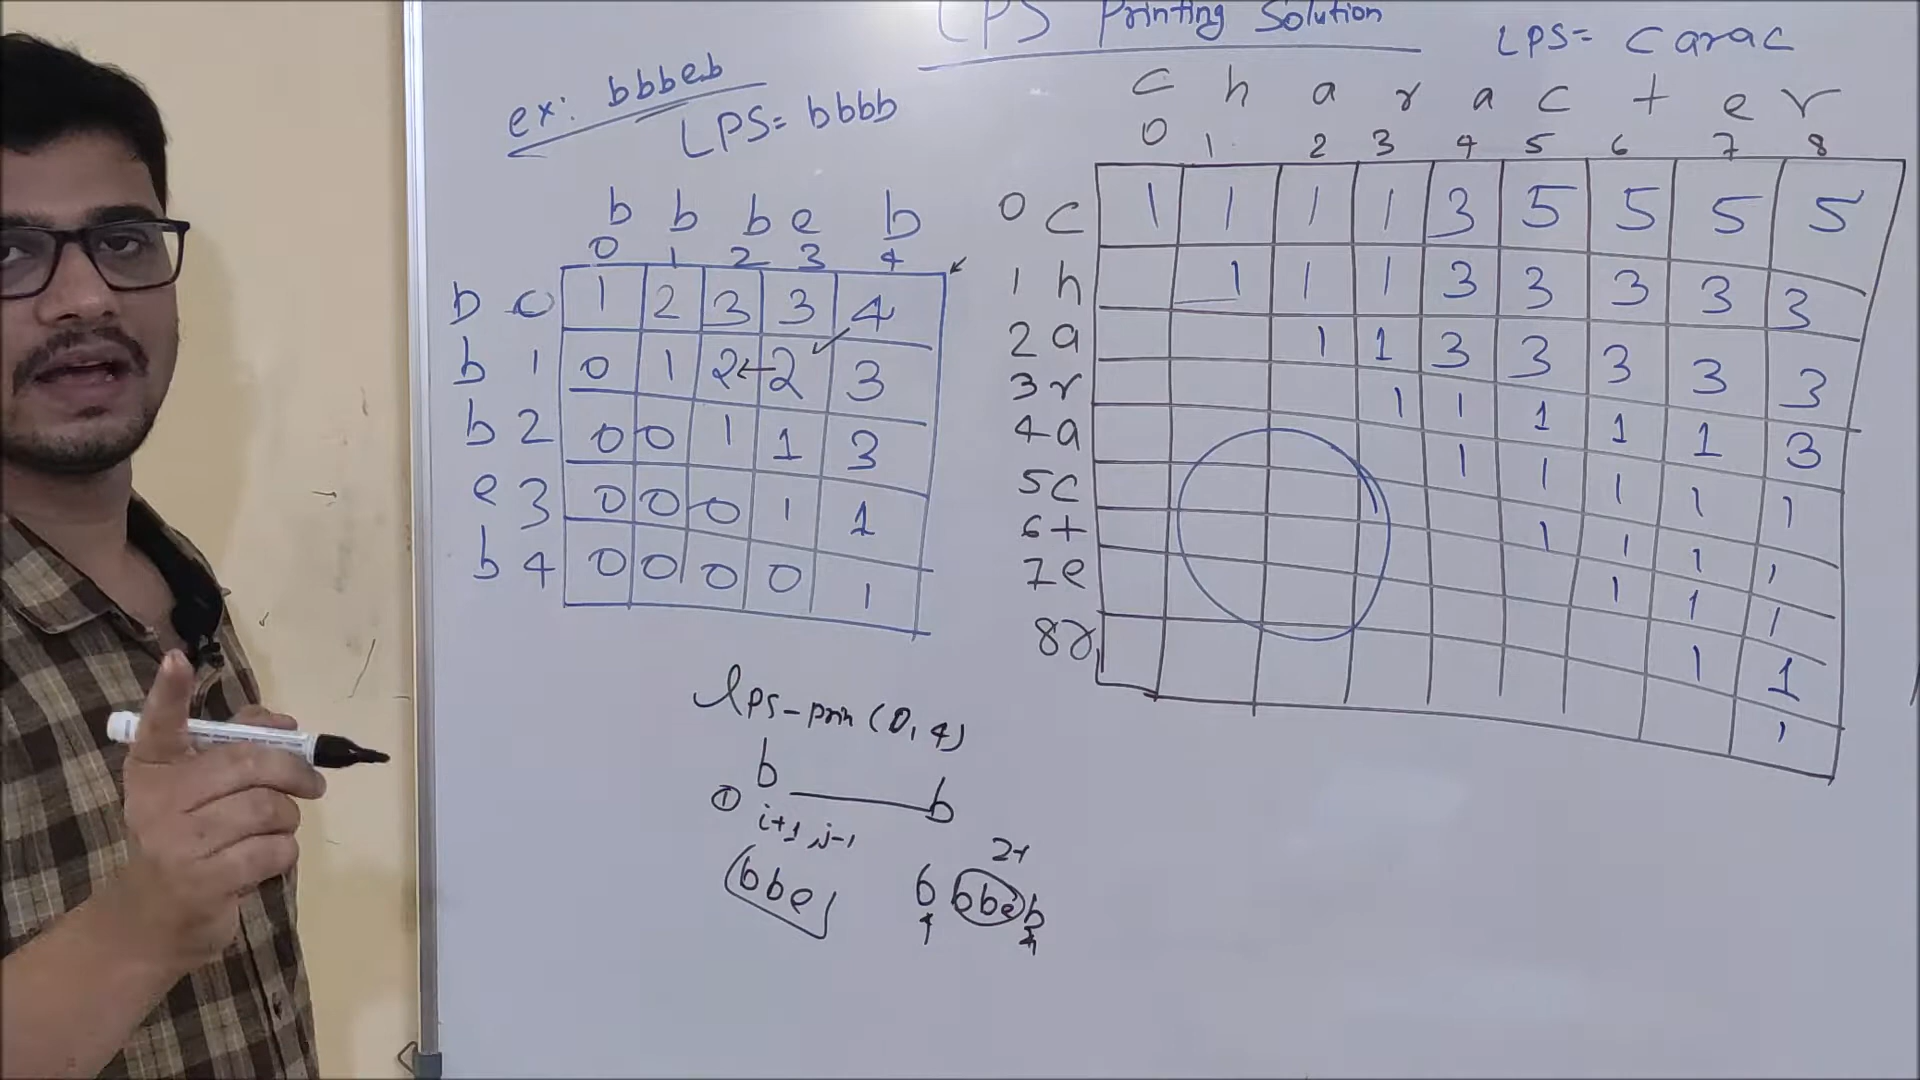 LPS Printing Solution
LPS= carac
ex: bbbeb
LPS= bbbb
b b b e b
0 1 2 3 4
b 0 1 2 3 3 4
b 1 0 1 2 ← 2 3
b 2 0 0 1 1 3
e 3 0 0 0 1 1
b 4 0 0 0 0 1
c h a r a c t e r
0 1 2 3 4 5 6 7 8
0 c 1 1 1 1 3 5 5 5 5
1 h 1 1 1 3 3 3 3 3
2 a 1 1 3 3 3 3 3
3 r 1 1 1 1 1 3
4 a 1 1 1 1 1
5 c 1 1 1 1
6 t 1 1 1
7 e 1 1
8 r 1
lps-prin (0, 4)
b b
① i+1, j-1
bbe
2+
b bbe b